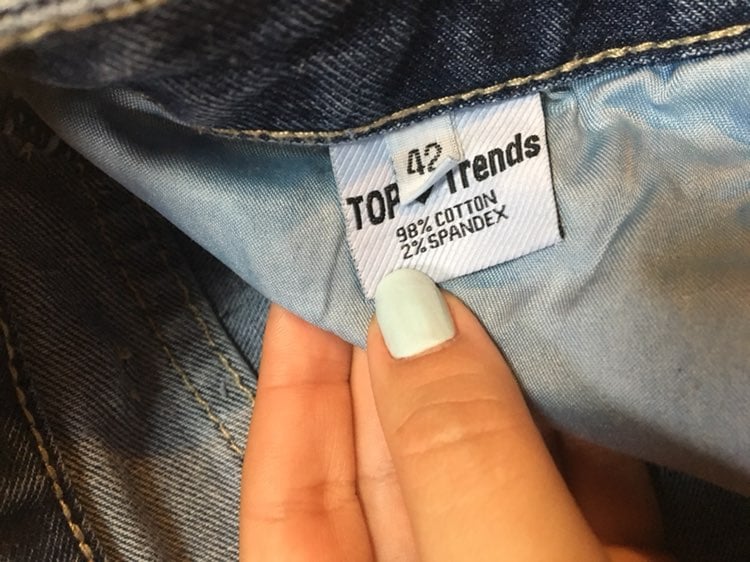 42
TOP Trends
98% COTTON
2% SPANDEX